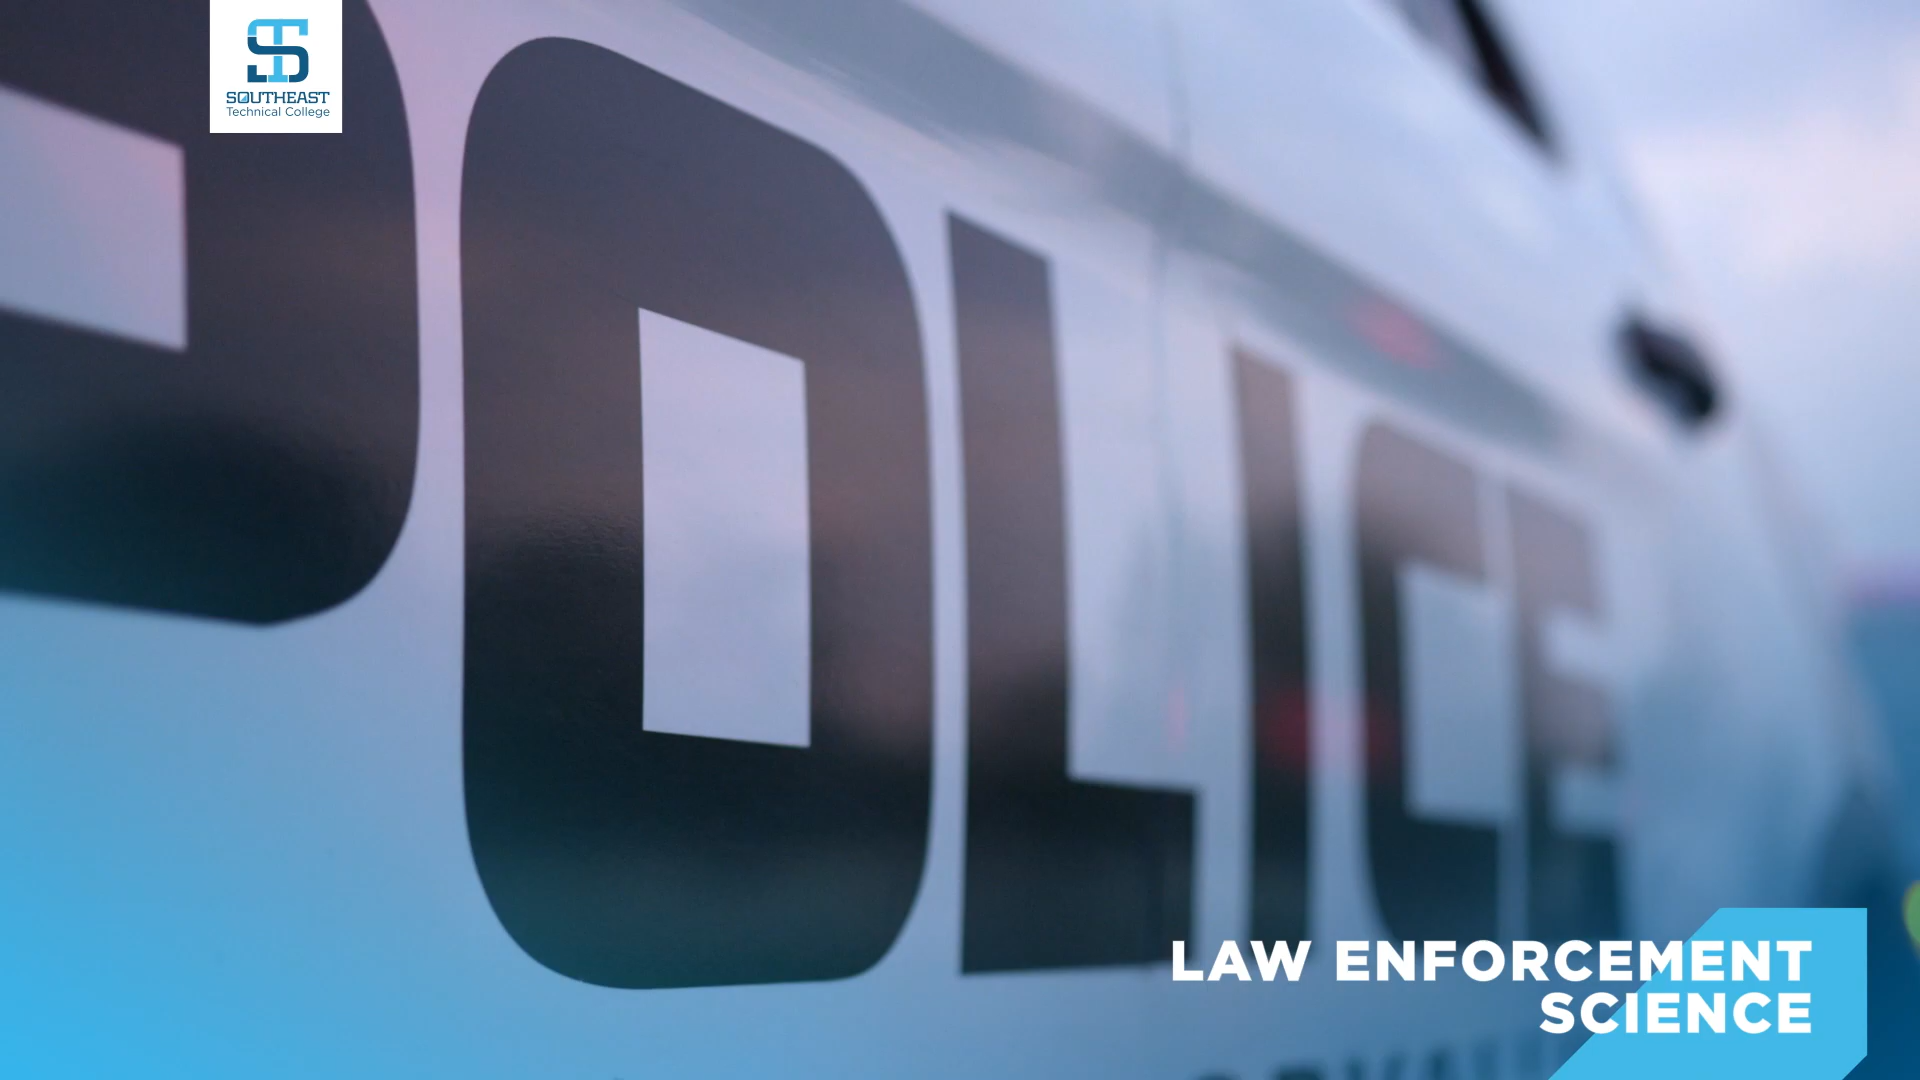 SOUTHEAST
Technical College
POLICE
LAW ENFORCEMENT
SCIENCE